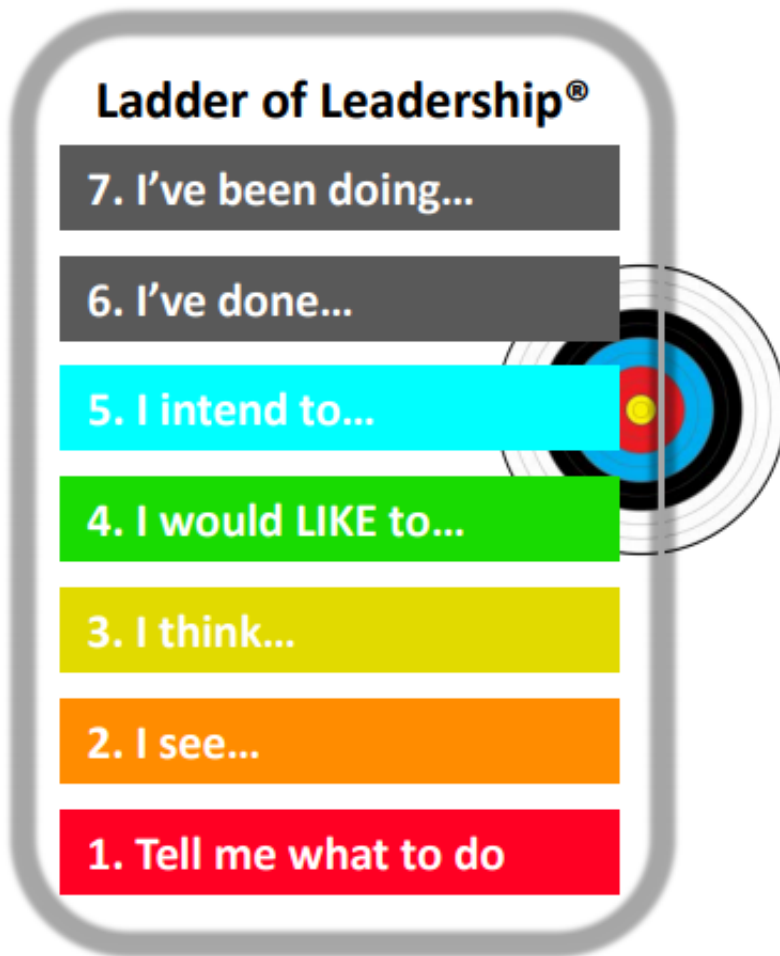 Ladder of Leadership®
7. I’ve been doing…
6. I’ve done…
5. I intend to…
4. I would LIKE to…
3. I think…
2. I see…
1. Tell me what to do